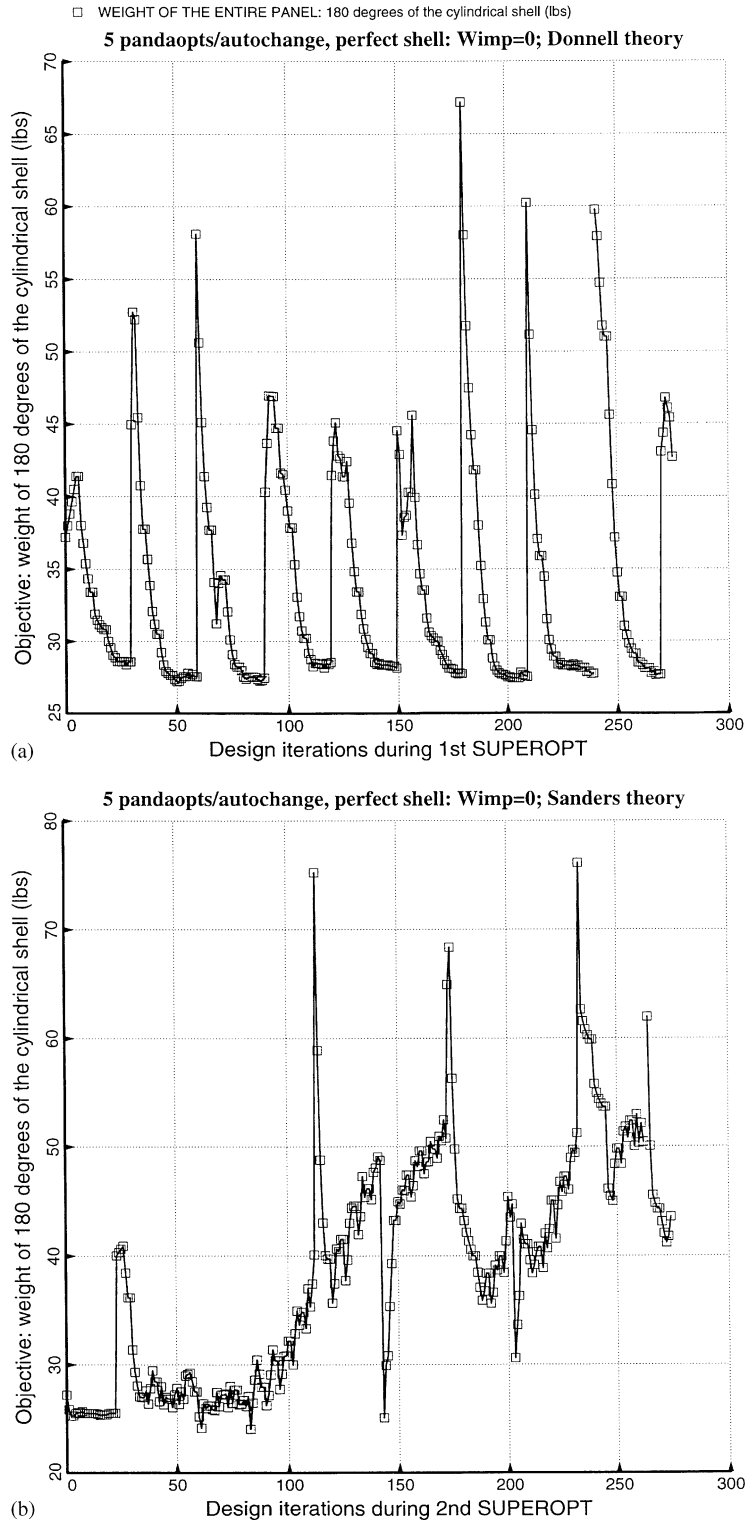 WEIGHT OF THE ENTIRE PANEL: 180 degrees of the cylindrical shell (lbs)
5 pandaopts/autochange, perfect shell: Wimp=0; Donnell theory
Objective: weight of 180 degrees of the cylindrical shell (lbs)
70
65
60
55
50
45
40
35
30
25
0 50 100 150 200 250 300
(a)
Design iterations during 1st SUPEROPT
5 pandaopts/autochange, perfect shell: Wimp=0; Sanders theory
Objective: weight of 180 degrees of the cylindrical shell (lbs)
80
70
60
50
40
30
20
0 50 100 150 200 250 300
(b)
Design iterations during 2nd SUPEROPT